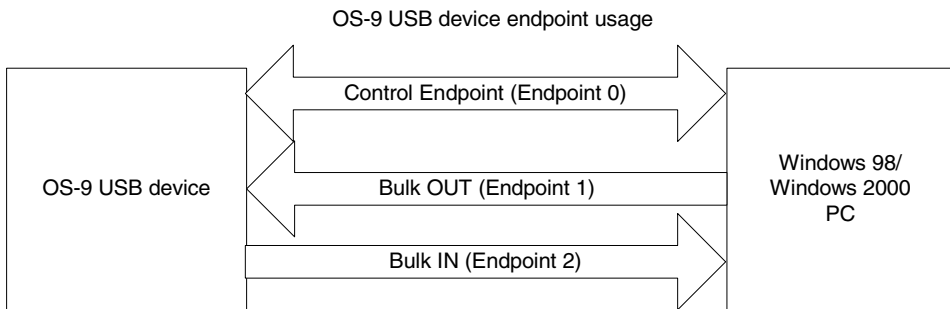 OS-9 USB device endpoint usage
Control Endpoint (Endpoint 0)
OS-9 USB device
Bulk OUT (Endpoint 1)
Windows 98/
Windows 2000
PC
Bulk IN (Endpoint 2)